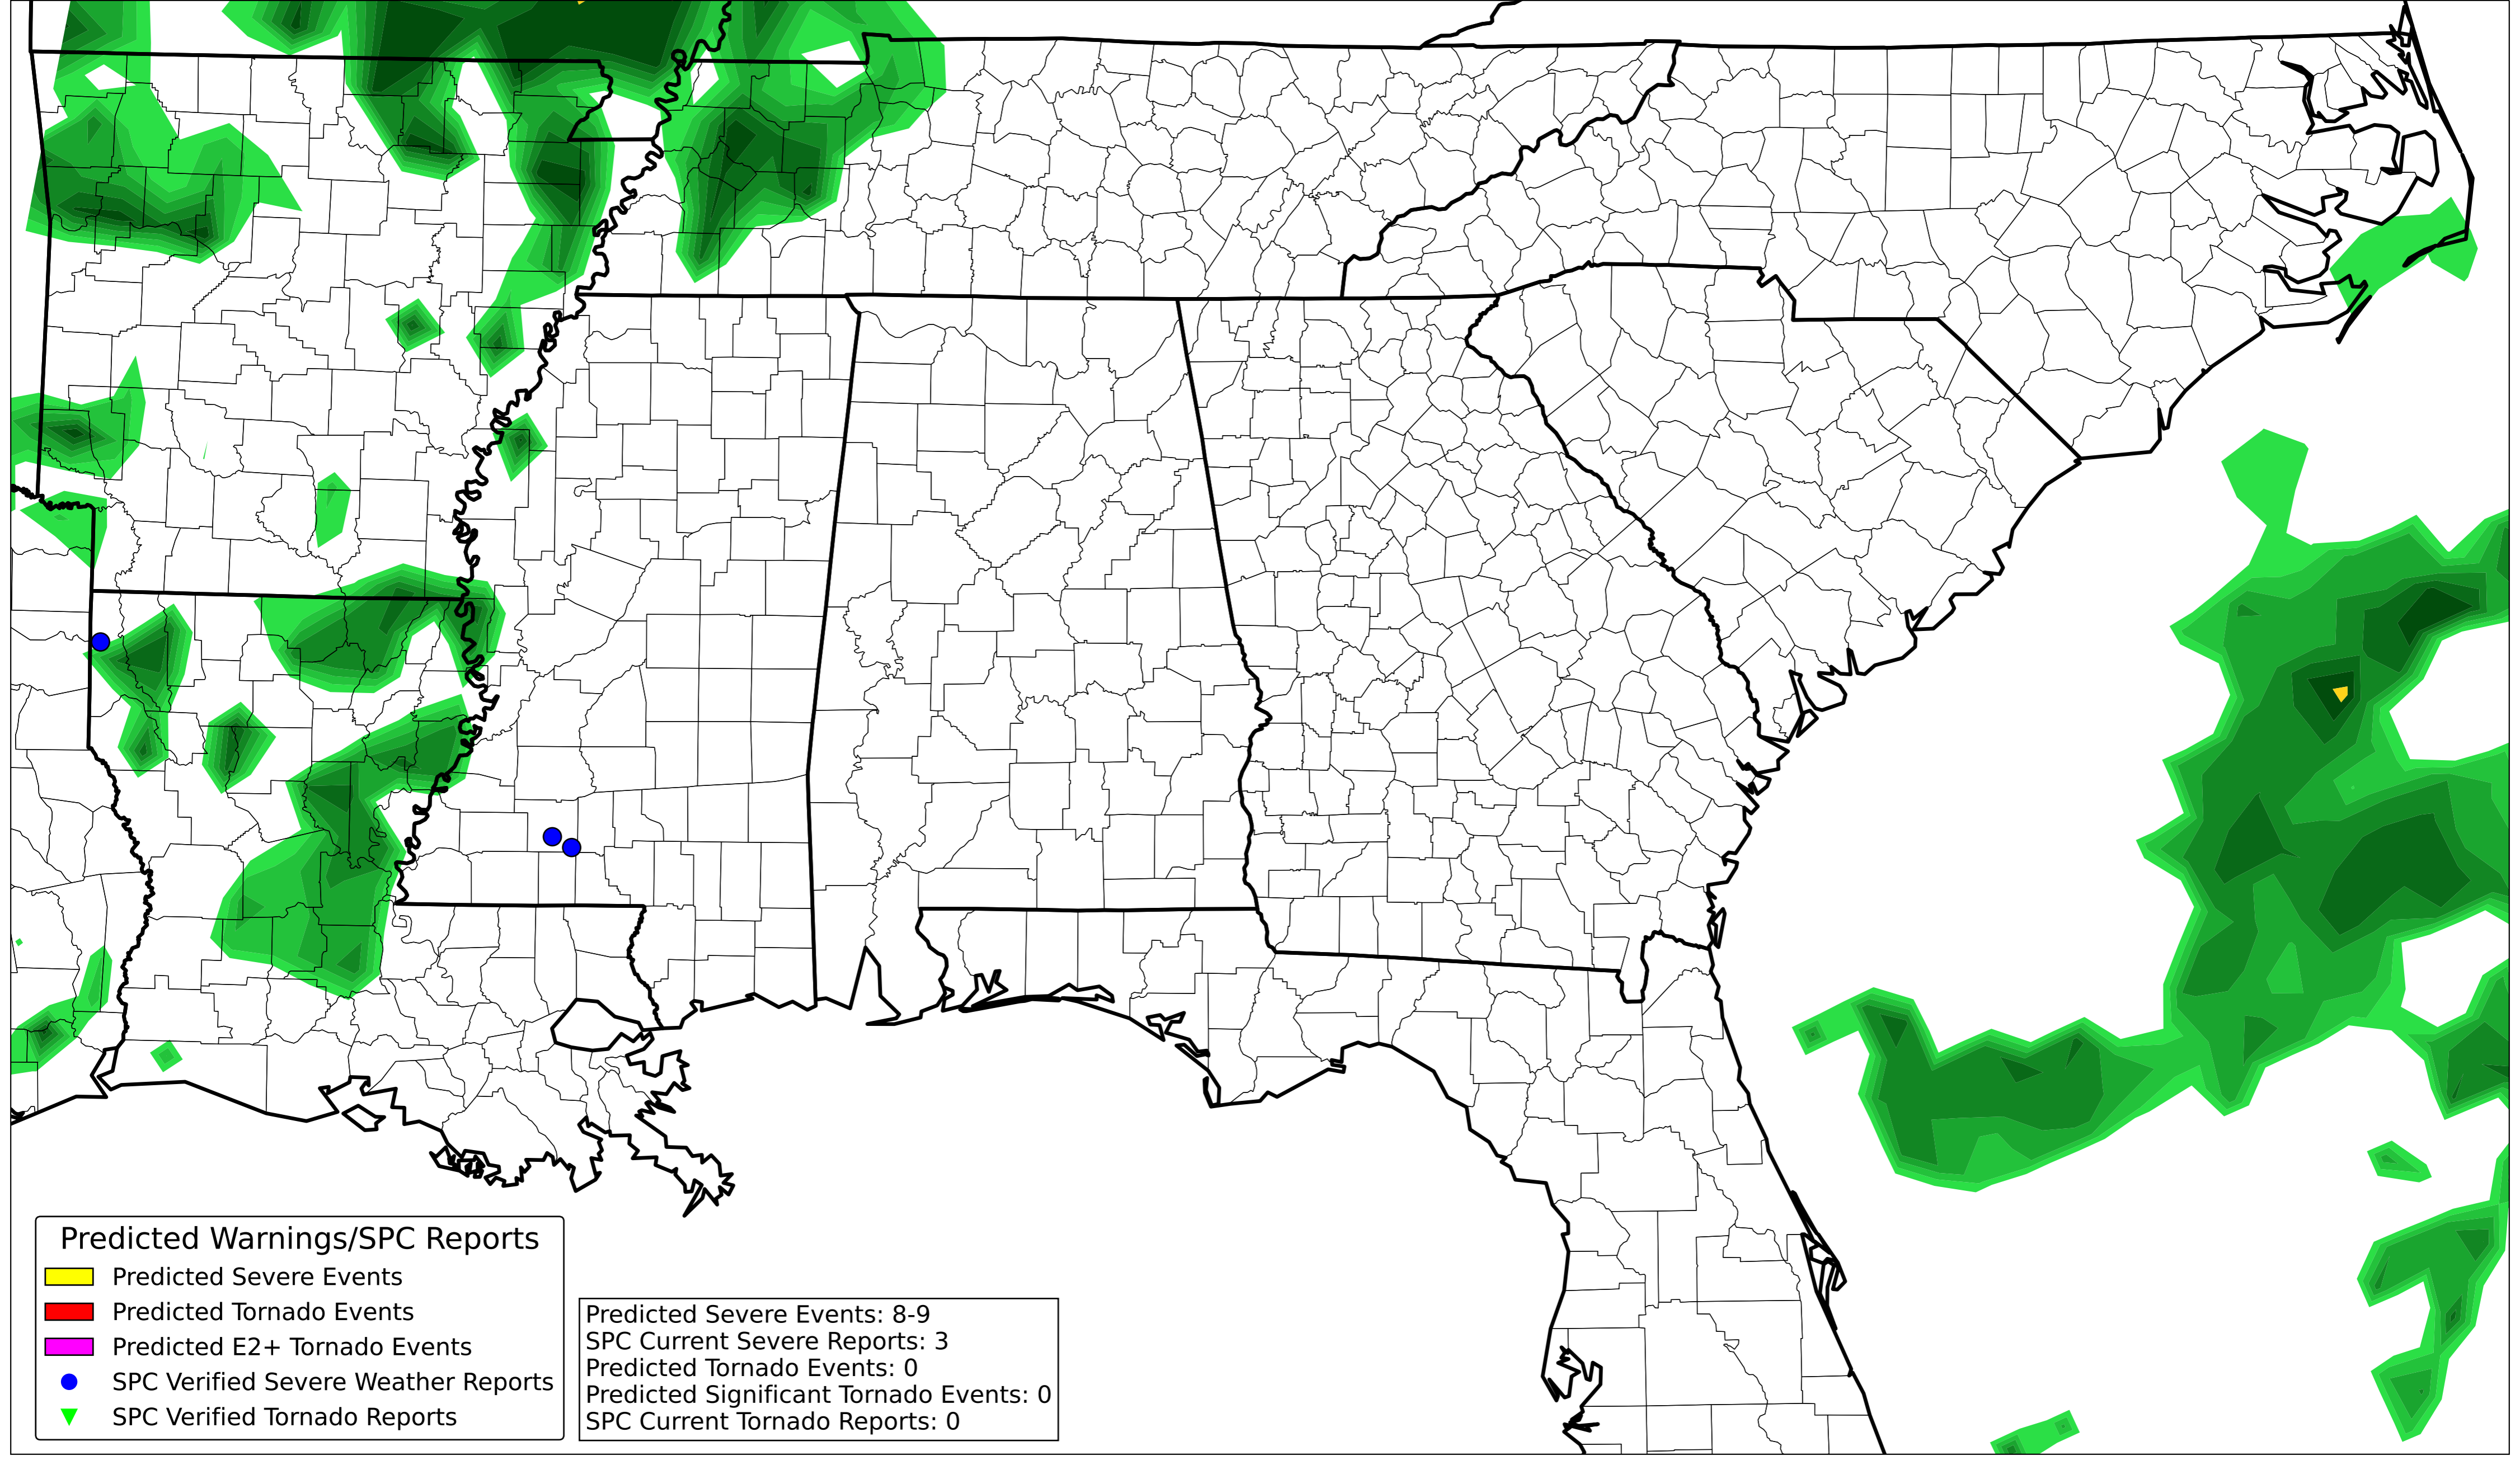 Predicted Warnings/SPC Reports
Predicted Severe Events
Predicted Tornado Events
Predicted E2+ Tornado Events
SPC Verified Severe Weather Reports
SPC Verified Tornado Reports
Predicted Severe Events: 8-9
SPC Current Severe Reports: 3
Predicted Tornado Events: 0
Predicted Significant Tornado Events: 0
SPC Current Tornado Reports: 0